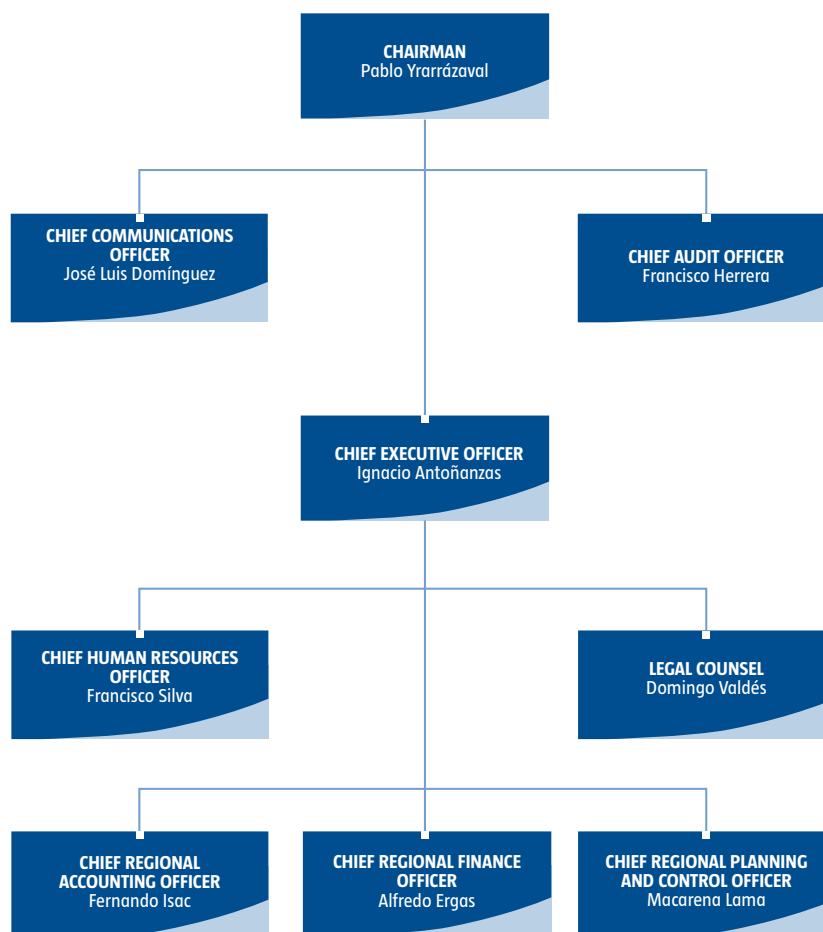 CHAIRMAN
Pablo Yrarrázaval
CHIEF COMMUNICATIONS
OFFICER
José Luis Domínguez
CHIEF AUDIT OFFICER
Francisco Herrera
CHIEF EXECUTIVE OFFICER
Ignacio Antoñanzas
CHIEF HUMAN RESOURCES
OFFICER
Francisco Silva
LEGAL COUNSEL
Domingo Valdés
CHIEF REGIONAL
ACCOUNTING OFFICER
Fernando Isac
CHIEF REGIONAL FINANCE
OFFICER
Alfredo Ergas
CHIEF REGIONAL PLANNING
AND CONTROL OFFICER
Macarena Lama